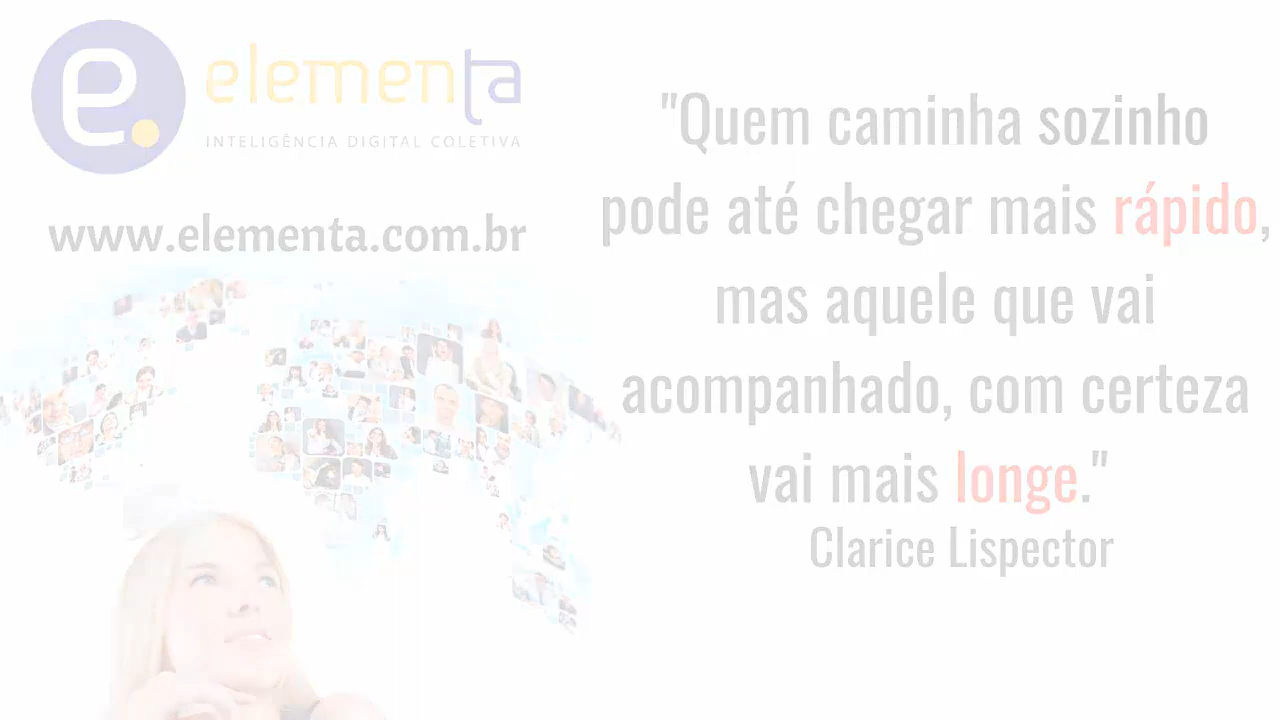 e.
elementa
INTELIGÊNCIA DIGITAL COLETIVA
www.elementa.com.br
"Quem caminha sozinho
pode até chegar mais rápido,
mas aquele que vai
acompanhado, com certeza
vai mais longe."
Clarice Lispector